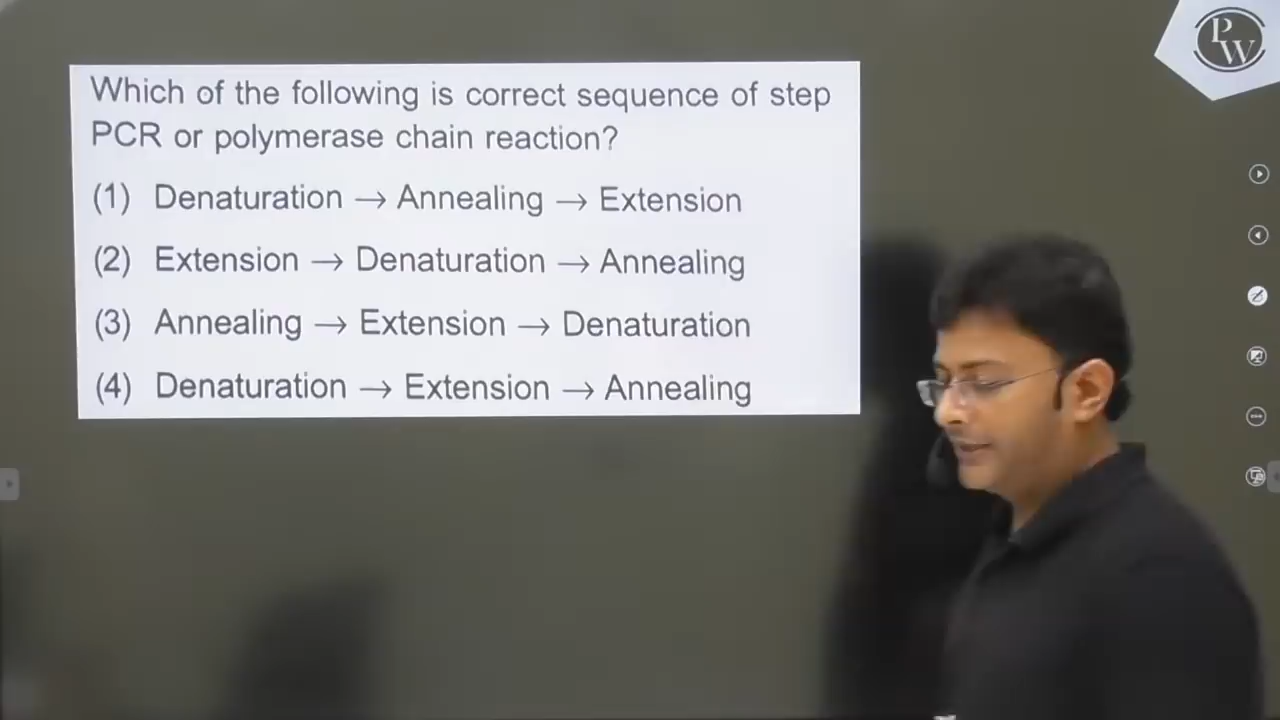 PW
Which of the following is correct sequence of step
PCR or polymerase chain reaction?
(1) Denaturation → Annealing → Extension
(2) Extension → Denaturation → Annealing
(3) Annealing → Extension → Denaturation
(4) Denaturation → Extension → Annealing